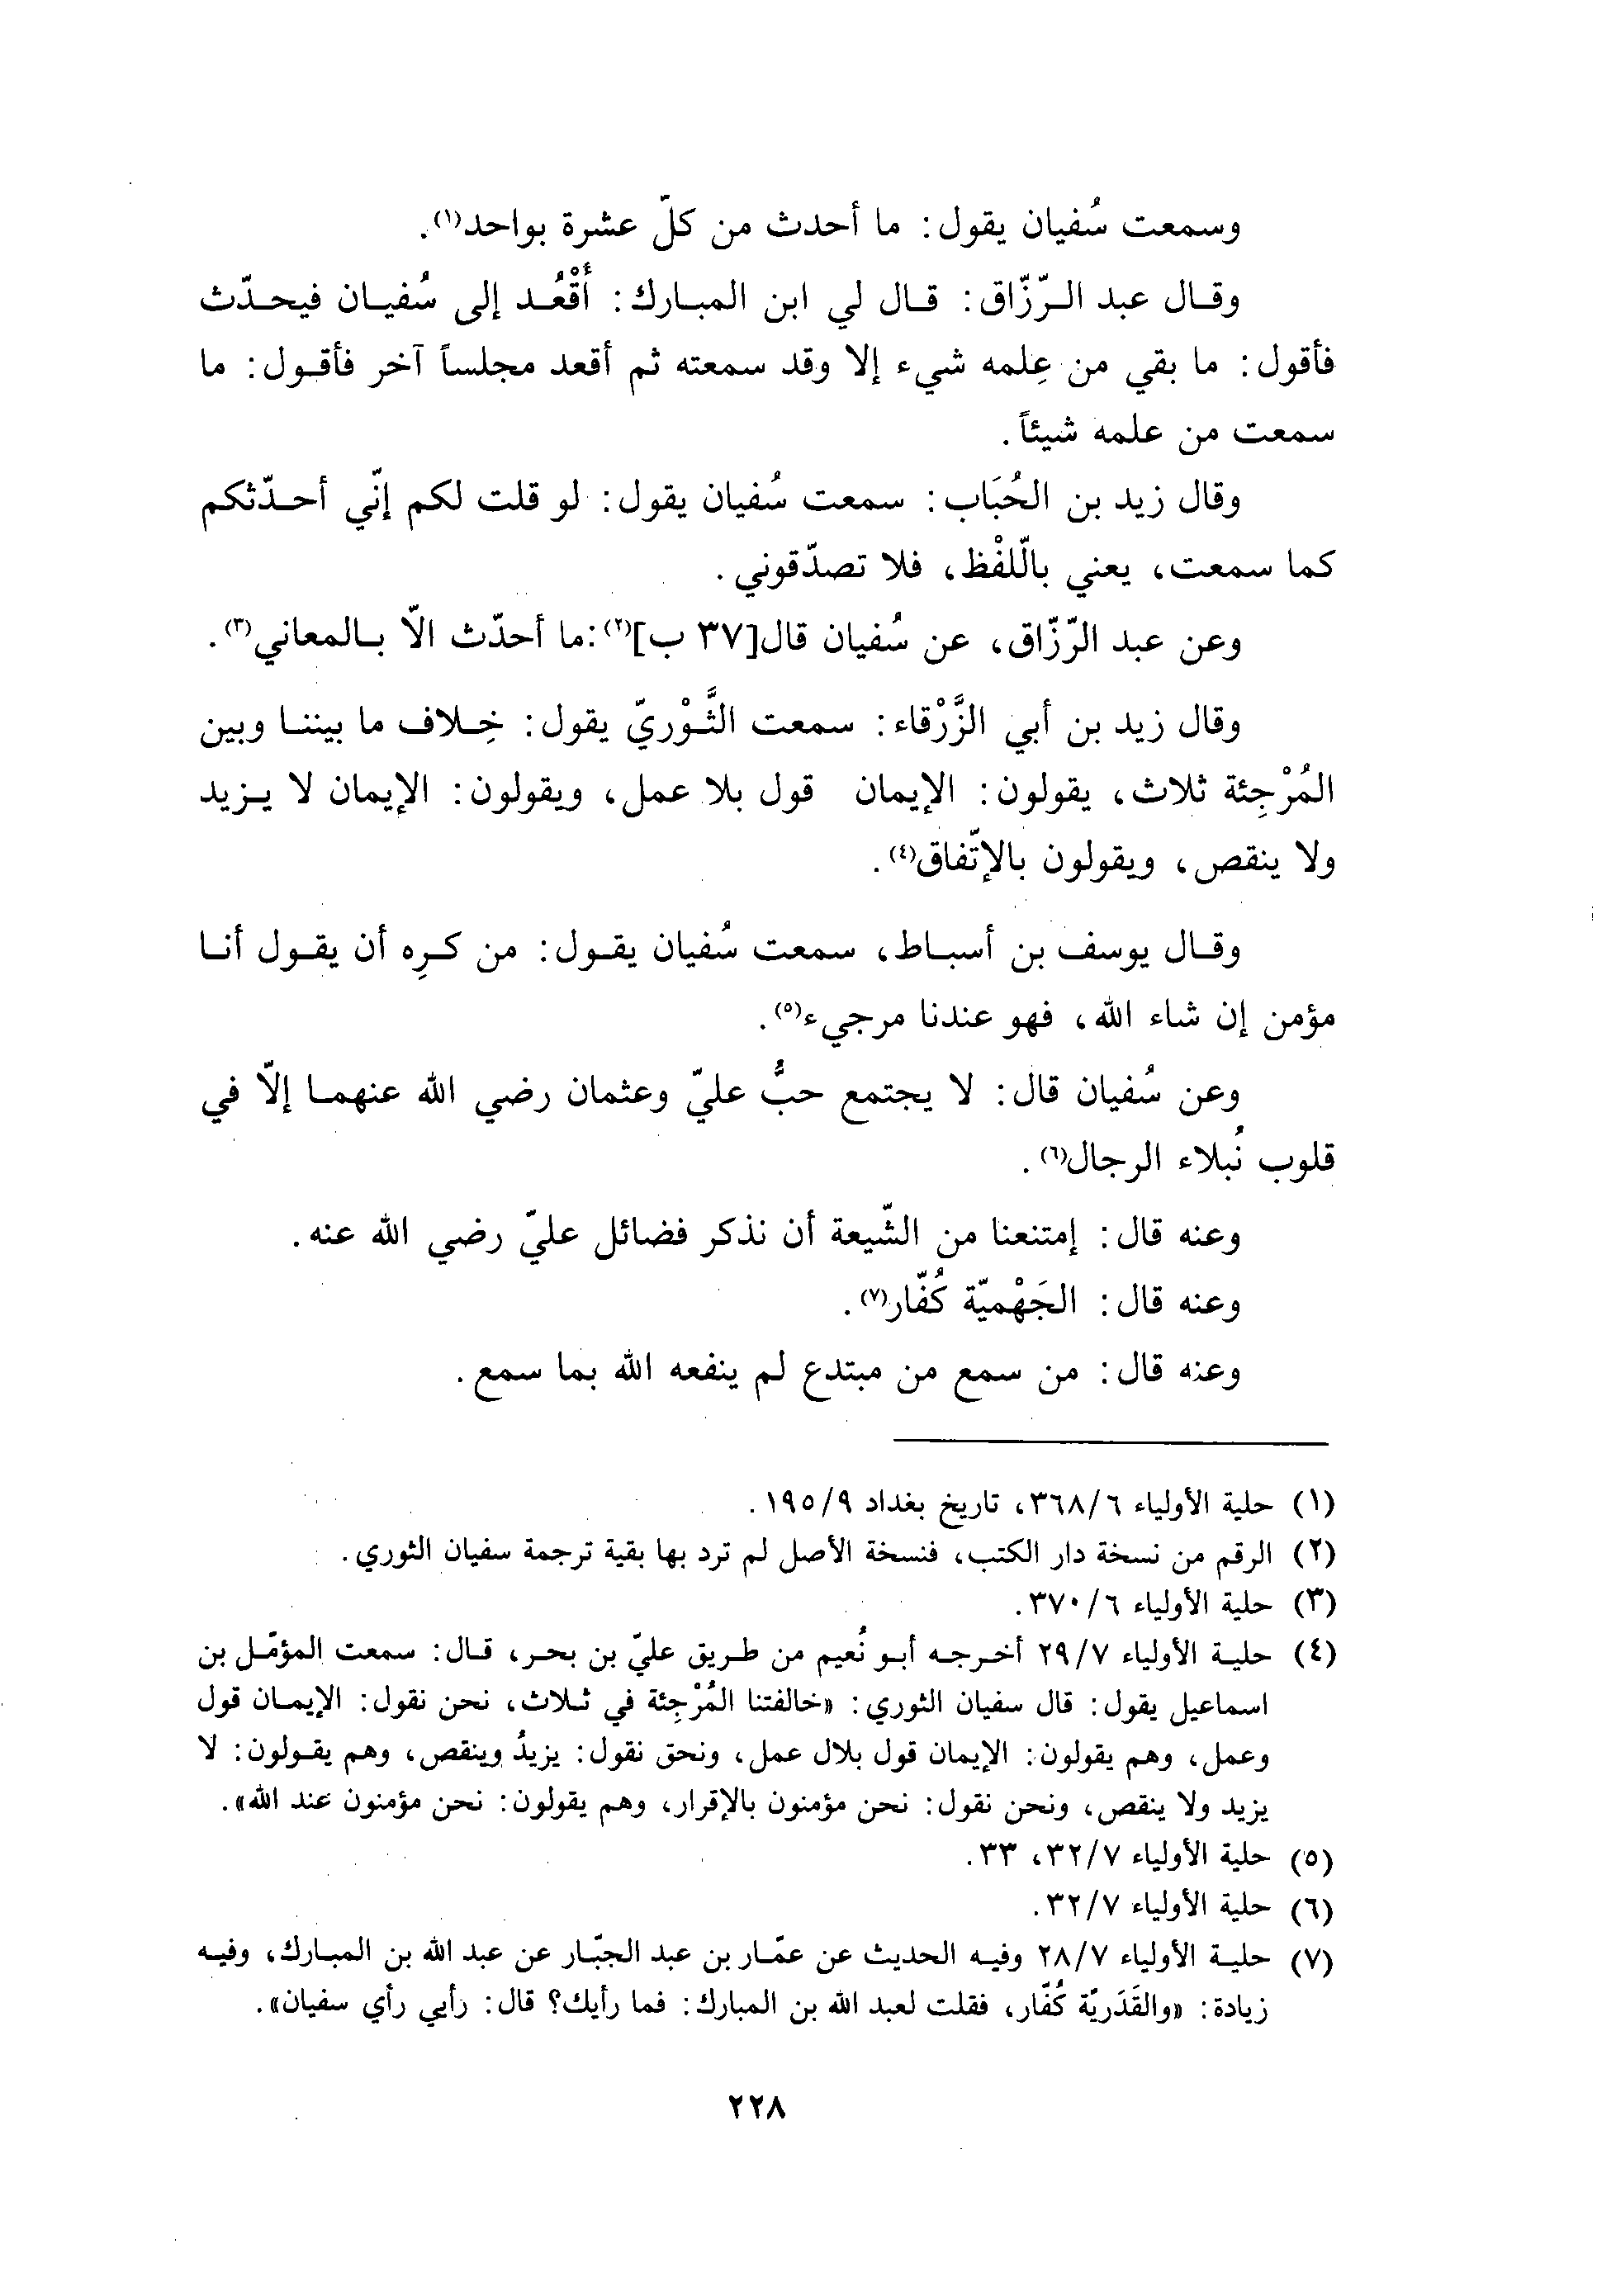 وسمعت سُفيان يقول: ما أحدث من كلّ عشرة بواحد(١).
وقال عبد الرّزّاق: قال لي ابن المبارك: أَقْعُد إلى سُفيان فيحدّث
فأقول: ما بقي من عِلمه شيء إلا وقد سمعته ثم أقعد مجلساً آخر فأقول: ما
سمعت من علمه شيئاً.
وقال زيد بن الحُبَاب: سمعت سُفيان يقول: لو قلت لكم إنّي أحدّثكم
كما سمعت، يعني بالّلفْظ، فلا تصدّقوني.
وعن عبد الرّزّاق، عن سُفيان قال[٣٧ ب](٢):ما أحدّث الّا بالمعاني(٣).
وقال زيد بن أبي الزَّرْقاء: سمعت الثَّوْريّ يقول: خِلاف ما بيننا وبين
المُرْجِئة ثلاث، يقولون: الإيمان قول بلا عمل، ويقولون: الإيمان لا يزيد
ولا ينقص، ويقولون بالإتّفاق(٤).
وقال يوسف بن أسباط، سمعت سُفيان يقول: من كرِه أن يقول أنا
مؤمن إن شاء الله، فهو عندنا مرجيء(٥).
وعن سُفيان قال: لا يجتمع حبُّ عليّ وعثمان رضي الله عنهما إلّا في
قلوب نُبلاء الرجال(٦).
وعنه قال: إمتنعنا من الشّيعة أن نذكر فضائل عليّ رضي الله عنه.
وعنه قال: الجَهْميّة كُفّار(٧).
وعنه قال: من سمع من مبتدع لم ينفعه الله بما سمع.
(١) حلية الأولياء ٣٦٨/٦، تاريخ بغداد ١٩٥/٩.
(٢) الرقم من نسخة دار الكتب، فنسخة الأصل لم ترد بها بقية ترجمة سفيان الثوري.
(٣) حلية الأولياء ٣٧٠/٦.
(٤) حلية الأولياء ٢٩/٧ أخرجه أبو نُعيم من طريق عليّ بن بحر، قال: سمعت المؤمّل بن
اسماعيل يقول: قال سفيان الثوري: «خالفتنا المُرْجِئة في ثلاث، نحن نقول: الإيمان قول
وعمل، وهم يقولون: الإيمان قول بلال عمل، ونحق نقول: يزيدُ وينقص، وهم يقولون: لا
يزيد ولا ينقص، ونحن نقول: نحن مؤمنون بالإقرار، وهم يقولون: نحن مؤمنون عند الله».
(٥) حلية الأولياء ٣٢/٧، ٣٣.
(٦) حلية الأولياء ٣٢/٧.
(٧) حلية الأولياء ٢٨/٧ وفيه الحديث عن عمّار بن عبد الجبّار عن عبد الله بن المبارك، وفيه
زيادة: «والقَدَريّة كُفّار، فقلت لعبد الله بن المبارك: فما رأيك؟ قال: رأيي رأي سفيان».
٢٢٨